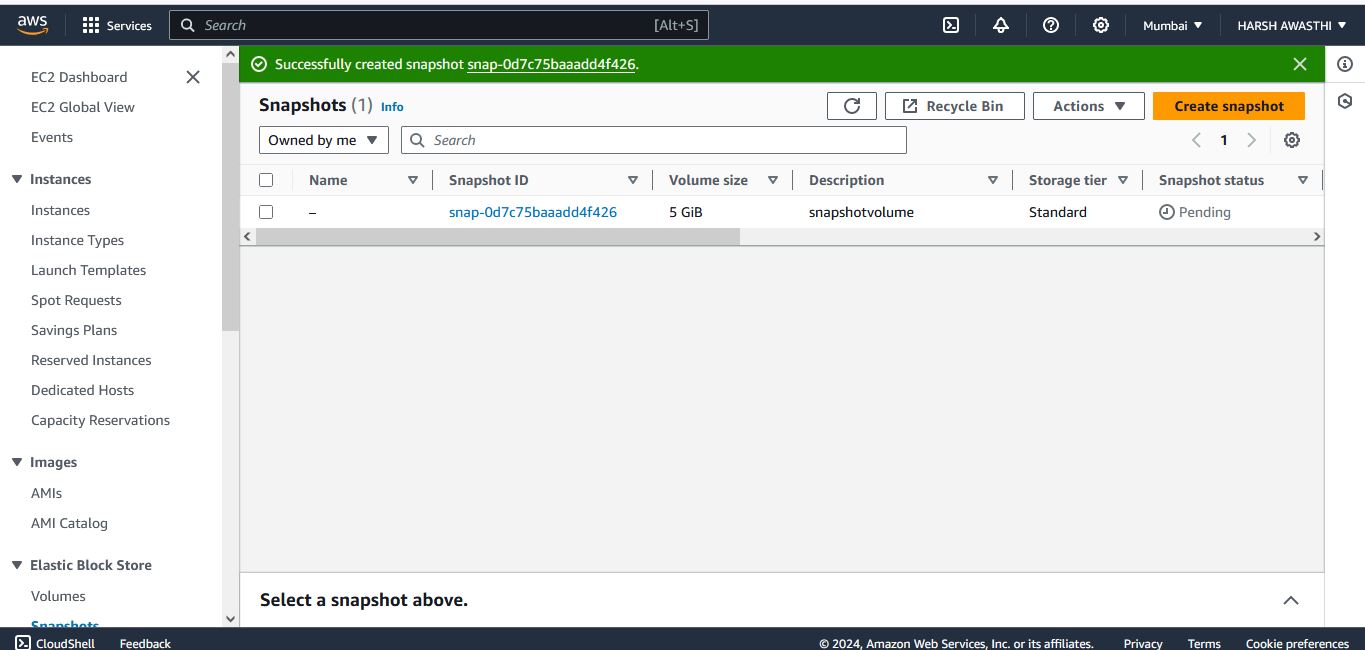 aws
Services
Search
[Alt+S]
Mumbai
HARSH AWASTHI
EC2 Dashboard
EC2 Global View
Events
Instances
Instances
Instance Types
Launch Templates
Spot Requests
Savings Plans
Reserved Instances
Dedicated Hosts
Capacity Reservations
Images
AMIs
AMI Catalog
Elastic Block Store
Volumes
Snapshots
Successfully created snapshot snap-0d7c75baaadd4f426.
Snapshots (1) Info
Recycle Bin
Actions
Create snapshot
Owned by me
Search
1
Name Snapshot ID Volume size Description Storage tier Snapshot status
– snap-0d7c75baaadd4f426 5 GiB snapshotvolume Standard Pending
Select a snapshot above.
CloudShell Feedback © 2024, Amazon Web Services, Inc. or its affiliates. Privacy Terms Cookie preferences